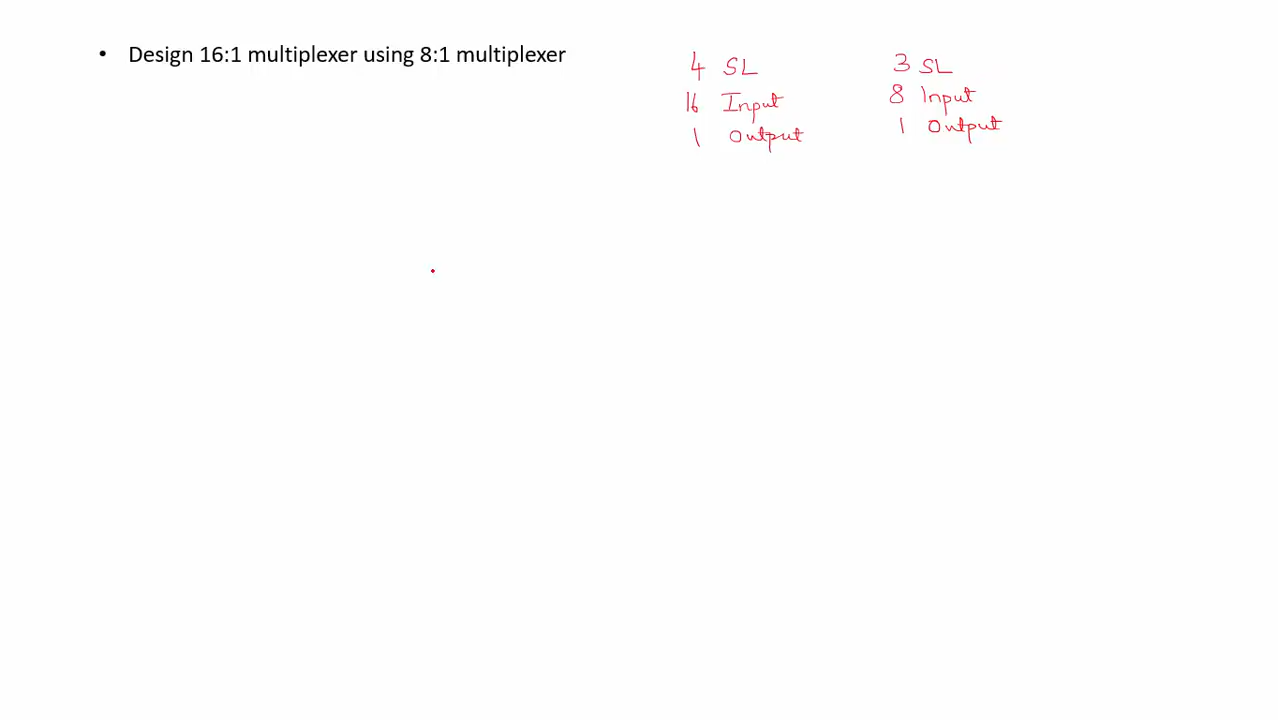 • Design 16:1 multiplexer using 8:1 multiplexer
4 SL
16 Input
1 Output
3 SL
8 Input
1 Output